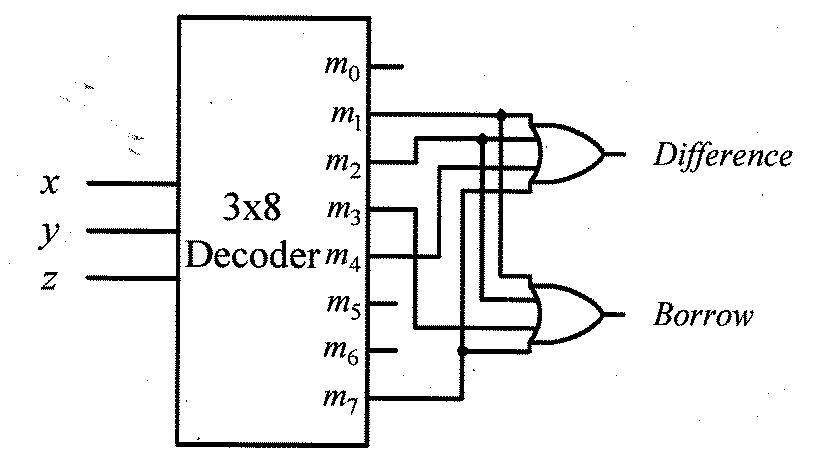 m₀
m₁
m₂
m₃
m₄
m₅
m₆
m₇
x
y
z
3x8
Decoder
Difference
Borrow